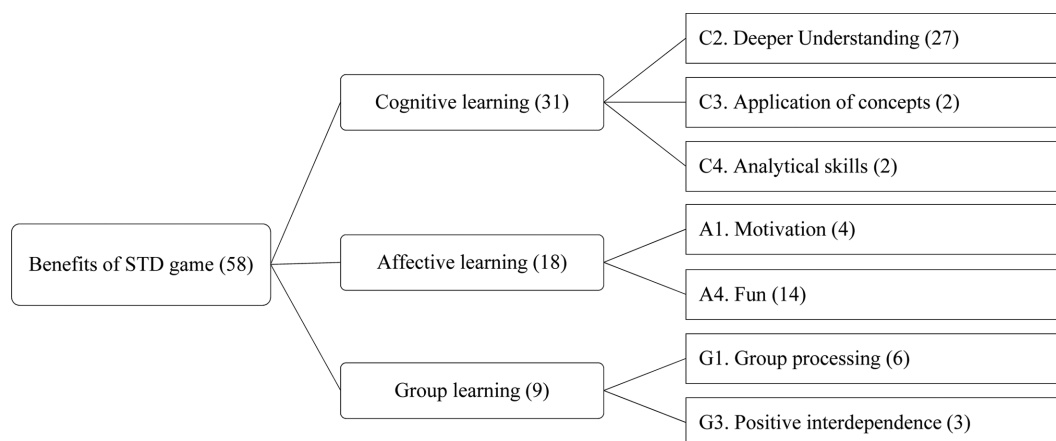 Benefits of STD game (58)
Cognitive learning (31)
C2. Deeper Understanding (27)
C3. Application of concepts (2)
C4. Analytical skills (2)
Affective learning (18)
A1. Motivation (4)
A4. Fun (14)
Group learning (9)
G1. Group processing (6)
G3. Positive interdependence (3)